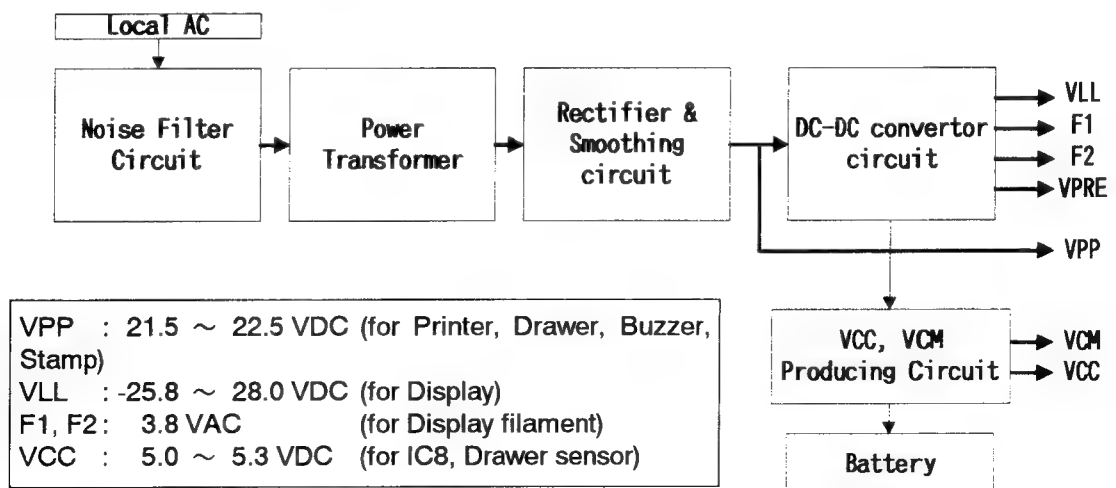 Local AC
Noise Filter
Circuit
Power
Transformer
Rectifier &
Smoothing
circuit
DC-DC convertor
circuit
VLL
F1
F2
VPRE
VPP
VPP : 21.5 ~ 22.5 VDC (for Printer, Drawer, Buzzer,
Stamp)
VLL : -25.8 ~ 28.0 VDC (for Display)
F1, F2 : 3.8 VAC (for Display filament)
VCC : 5.0 ~ 5.3 VDC (for IC8, Drawer sensor)
VCC, VCM
Producing Circuit
VCM
VCC
Battery